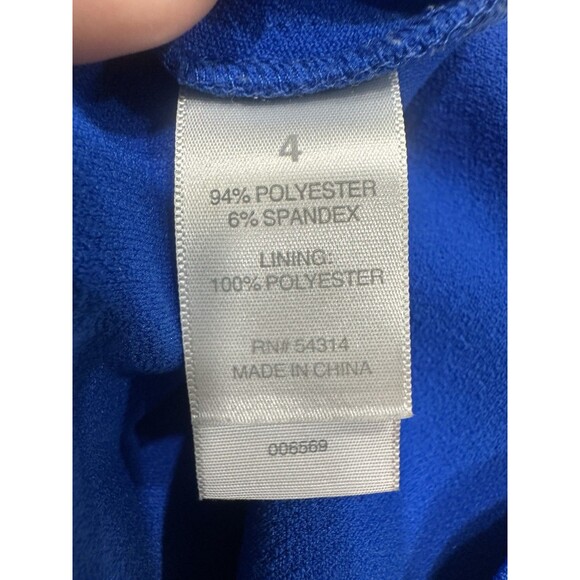 4
94% POLYESTER
6% SPANDEX
LINING:
100% POLYESTER
RN# 54314
MADE IN CHINA
006569